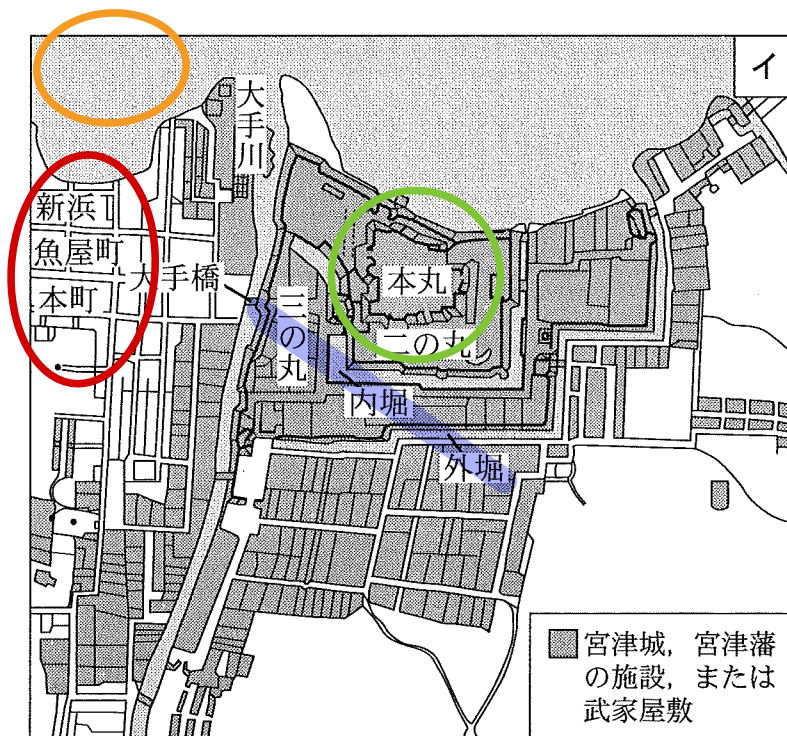 イ
大手川
新浜
魚屋町
大手橋
本町
本丸
三の丸
二の丸
内堀
外堀
宮津城，宮津藩
の施設，または
武家屋敷